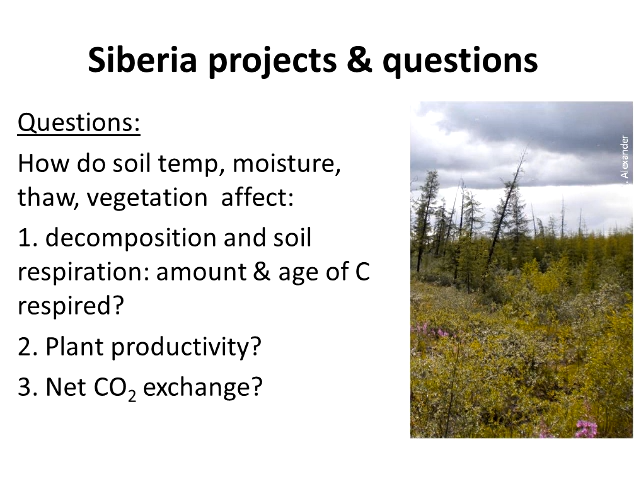 Siberia projects & questions
Questions:
How do soil temp, moisture,
thaw, vegetation  affect:
1. decomposition and soil
respiration: amount & age of C
respired?
2. Plant productivity?
3. Net CO₂ exchange?
Alexander